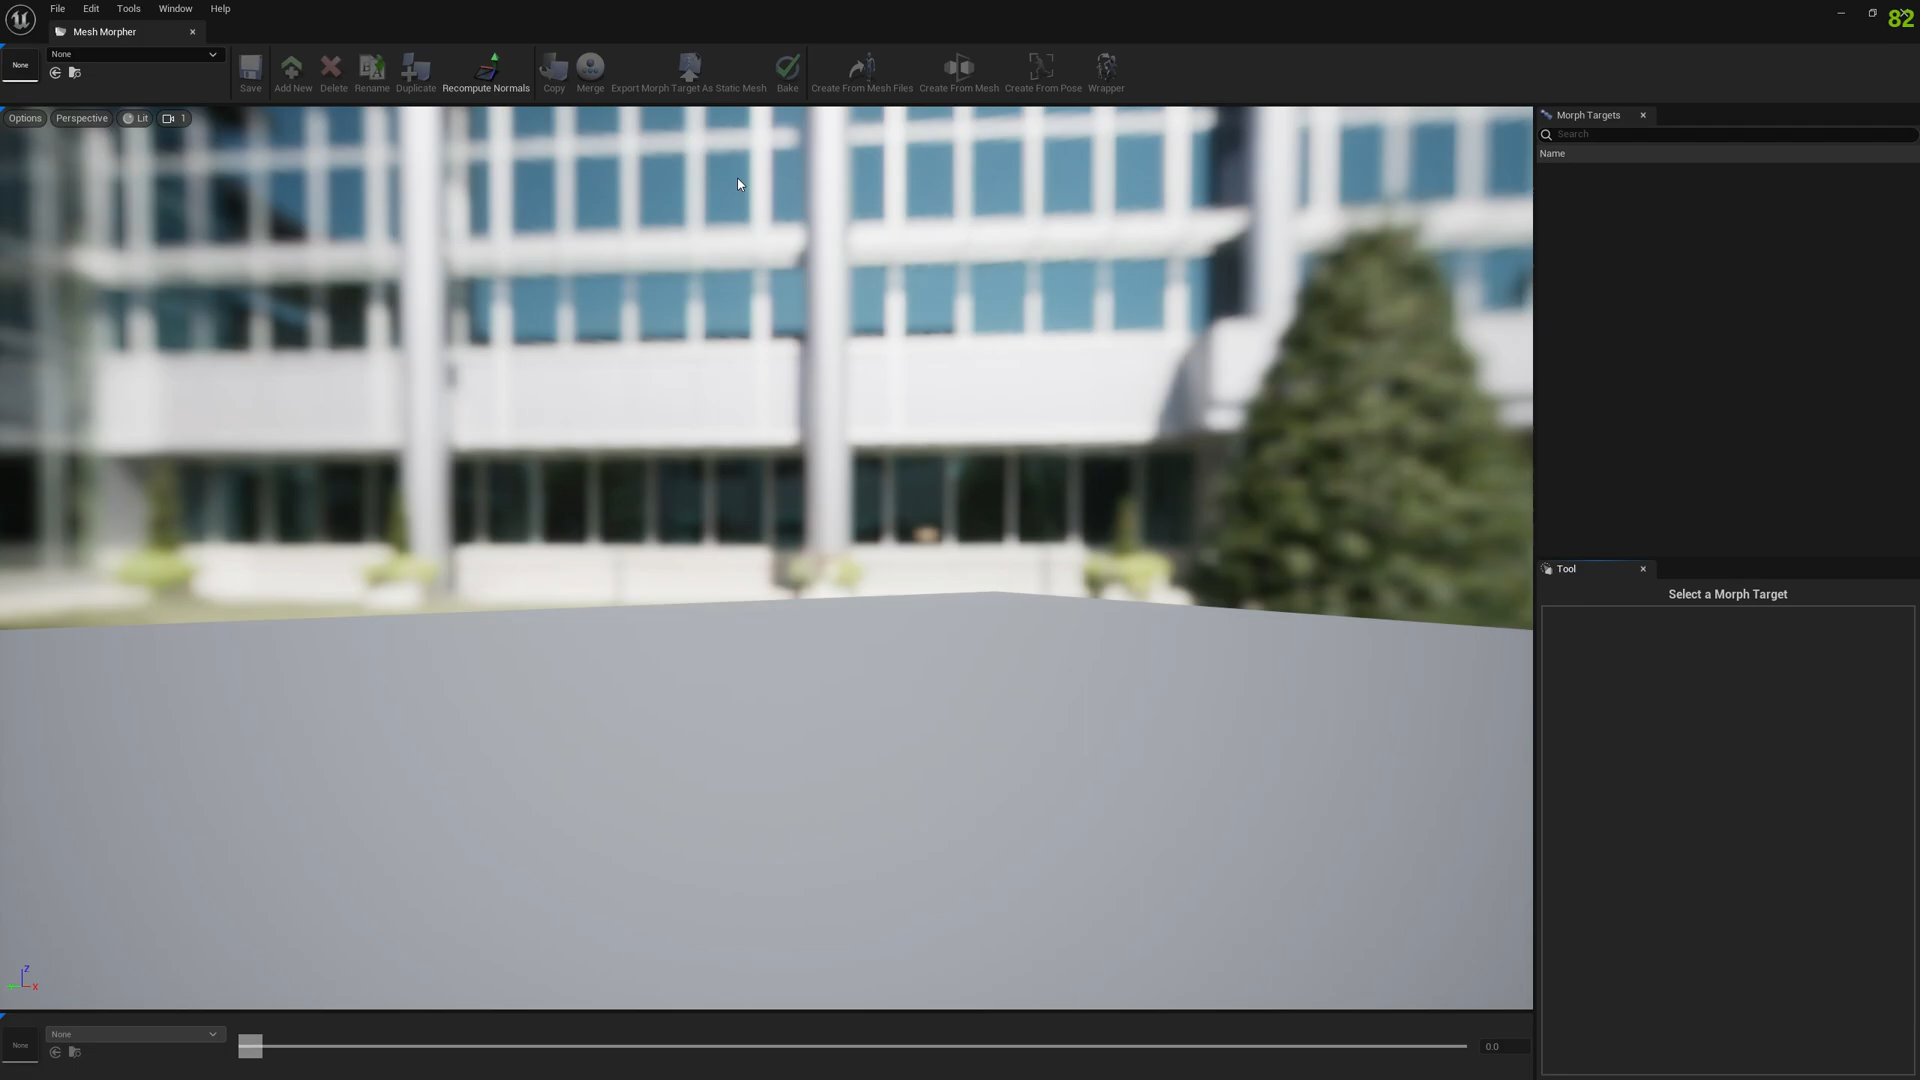 File Edit Tools Window Help
82
Mesh Morpher
None
None
Save Add New Delete Rename Duplicate Recompute Normals Copy Merge Export Morph Target As Static Mesh Bake Create From Mesh Files Create From Mesh Create From Pose Wrapper
Options Perspective Lit 1
Morph Targets
Search
Name
Tool
Select a Morph Target
Z
X
None
None
0.0